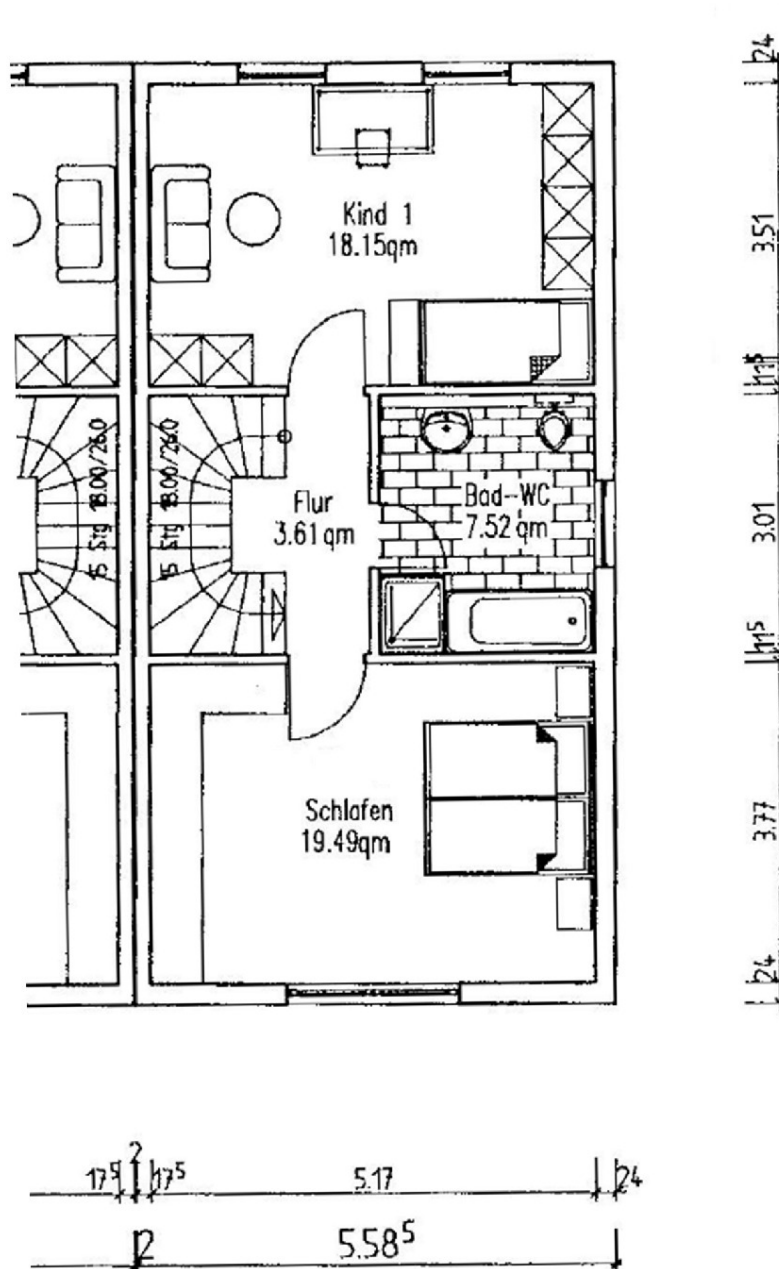 24
Kind 1
18.15qm
3.51
11⁵
15 Stg 18.00/26.0
15 Stg 18.00/26.0
Flur
3.61 qm
Bad-WC
7.52 qm
3.01
11⁵
Schlafen
19.49qm
3.77
24
17⁵
2
17⁵
5.17
24
2
5.58⁵